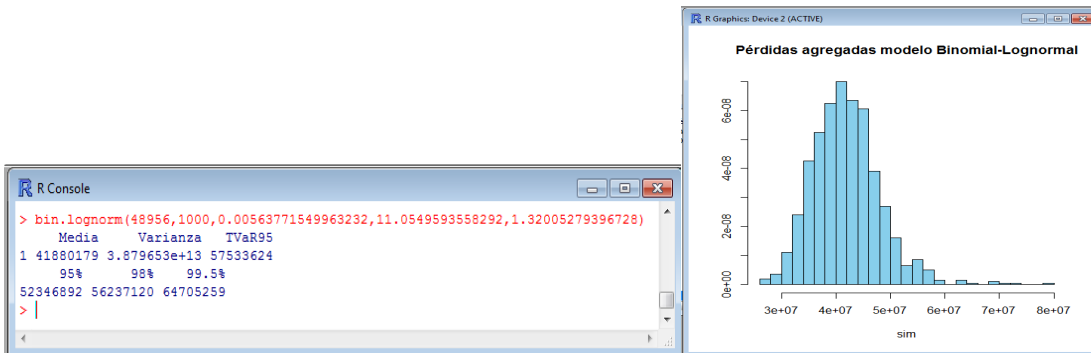 R Console
> bin.lognorm(48956,1000,0.00563771549963232,11.0549593558292,1.32005279396728)
Media Varianza TVaR95
1 41880179 3.879653e+13 57533624
95% 98% 99.5%
52346892 56237120 64705259
>
R Graphics: Device 2 (ACTIVE)
Pérdidas agregadas modelo Binomial-Lognormal
6e-08
4e-08
2e-08
0e+00
3e+07 4e+07 5e+07 6e+07 7e+07 8e+07
sim